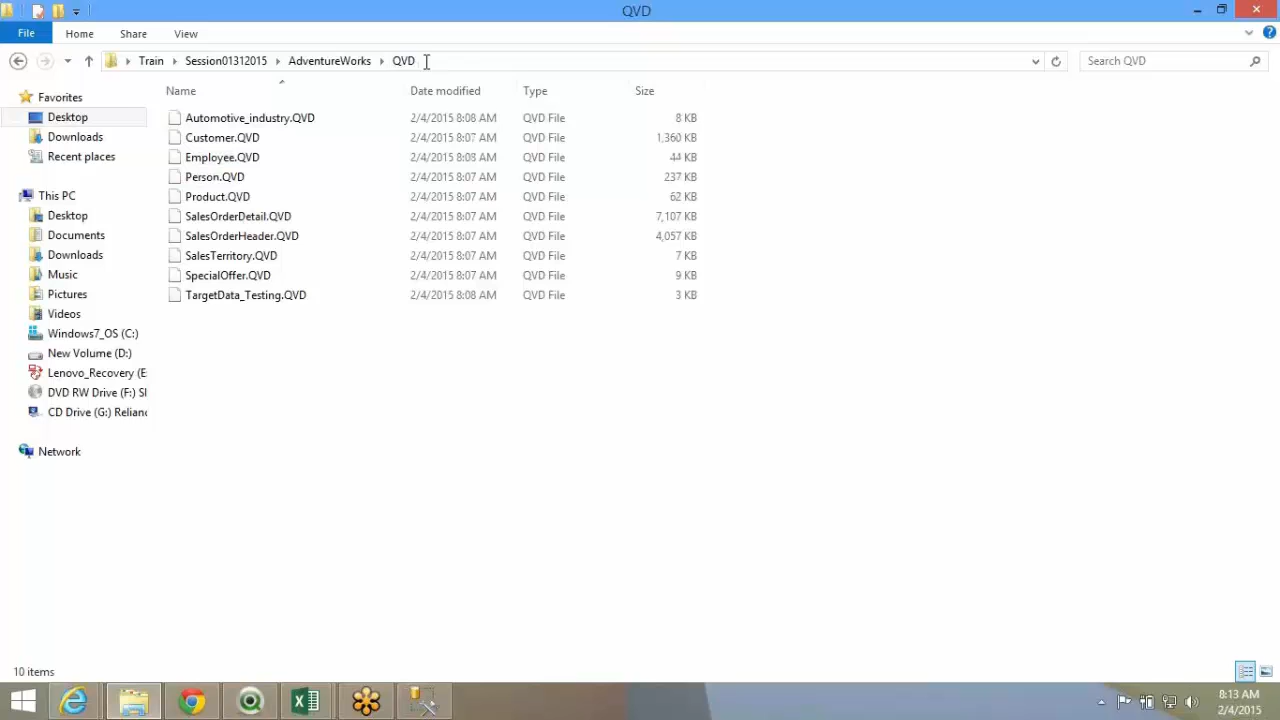 QVD
File Home Share View
Train Session01312015 AdventureWorks QVD Search QVD
Name Date modified Type Size
Automotive_industry.QVD 2/4/2015 8:08 AM QVD File 8 KB
Customer.QVD 2/4/2015 8:07 AM QVD File 1,360 KB
Employee.QVD 2/4/2015 8:08 AM QVD File 44 KB
Person.QVD 2/4/2015 8:07 AM QVD File 237 KB
Product.QVD 2/4/2015 8:07 AM QVD File 62 KB
SalesOrderDetail.QVD 2/4/2015 8:07 AM QVD File 7,107 KB
SalesOrderHeader.QVD 2/4/2015 8:07 AM QVD File 4,057 KB
SalesTerritory.QVD 2/4/2015 8:07 AM QVD File 7 KB
SpecialOffer.QVD 2/4/2015 8:07 AM QVD File 9 KB
TargetData_Testing.QVD 2/4/2015 8:08 AM QVD File 3 KB
Favorites
Desktop
Downloads
Recent places
This PC
Desktop
Documents
Downloads
Music
Pictures
Videos
Windows7_OS (C:)
New Volume (D:)
Lenovo_Recovery (E
DVD RW Drive (F:) SI
CD Drive (G:) Relianc
Network
10 items
8:13 AM
2/4/2015